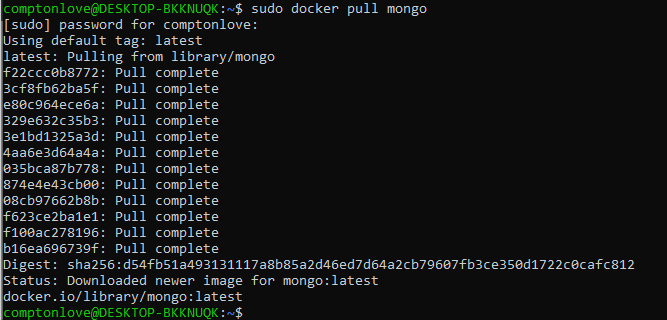 comptonlove@DESKTOP-BKKNUQK:~$ sudo docker pull mongo
[sudo] password for comptonlove:
Using default tag: latest
latest: Pulling from library/mongo
f22ccc0b8772: Pull complete
3cf8fb62ba5f: Pull complete
e80c964ece6a: Pull complete
329e632c35b3: Pull complete
3e1bd1325a3d: Pull complete
4aa6e3d64a4a: Pull complete
035bca87b778: Pull complete
874e4e43cb00: Pull complete
08cb97662b8b: Pull complete
f623ce2ba1e1: Pull complete
f100ac278196: Pull complete
b16ea696739f: Pull complete
Digest: sha256:d54fb51a493131117a8b85a2d46ed7d64a2cb79607fb3ce350d1722c0cafc812
Status: Downloaded newer image for mongo:latest
docker.io/library/mongo:latest
comptonlove@DESKTOP-BKKNUQK:~$